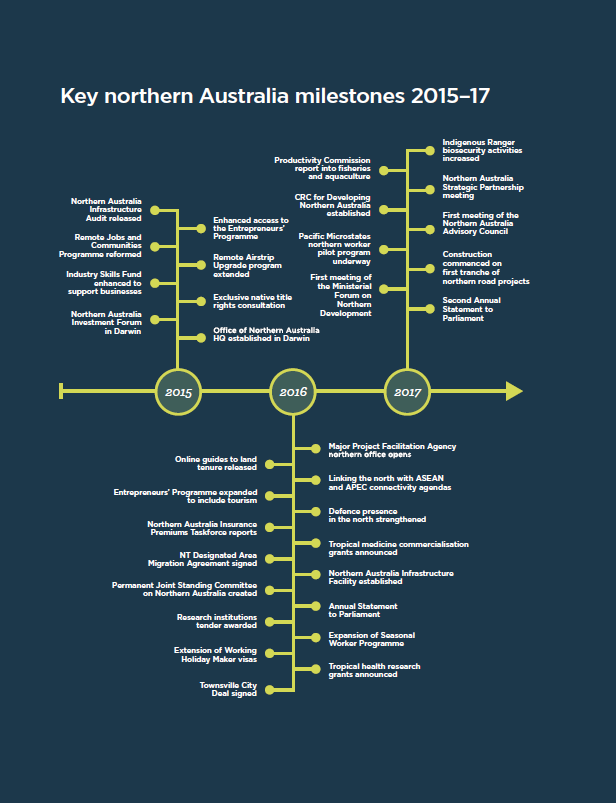 Key northern Australia milestones 2015–17
Northern Australia
Infrastructure
Audit released
Remote Jobs and
Communities
Programme reformed
Industry Skills Fund
enhanced to
support businesses
Northern Australia
Investment Forum
in Darwin
Enhanced access to
the Entrepreneurs'
Programme
Remote Airstrip
Upgrade program
extended
Exclusive native title
rights consultation
Office of Northern Australia
HQ established in Darwin
Productivity Commission
report into fisheries
and aquaculture
CRC for Developing
Northern Australia
established
Pacific Microstates
northern worker
pilot program
underway
First meeting of
the Ministerial
Forum on
Northern
Development
Indigenous Ranger
biosecurity activities
increased
Northern Australia
Strategic Partnership
meeting
First meeting of the
Northern Australia
Advisory Council
Construction
commenced on
first tranche of
northern road projects
Second Annual
Statement to
Parliament
2015
2016
2017
Online guides to land
tenure released
Entrepreneurs' Programme expanded
to include tourism
Northern Australia Insurance
Premiums Taskforce reports
NT Designated Area
Migration Agreement signed
Permanent Joint Standing Committee
on Northern Australia created
Research institutions
tender awarded
Extension of Working
Holiday Maker visas
Townsville City
Deal signed
Major Project Facilitation Agency
northern office opens
Linking the north with ASEAN
and APEC connectivity agendas
Defence presence
in the north strengthened
Tropical medicine commercialisation
grants announced
Northern Australia Infrastructure
Facility established
Annual Statement
to Parliament
Expansion of Seasonal
Worker Programme
Tropical health research
grants announced